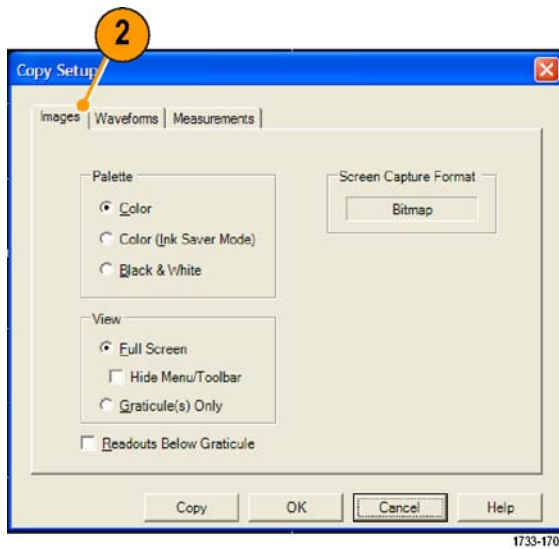 2
Copy Setup
Images Waveforms Measurements
Palette
Color
Color (Ink Saver Mode)
Black & White
Screen Capture Format
Bitmap
View
Full Screen
Hide Menu/Toolbar
Graticule(s) Only
Readouts Below Graticule
Copy OK Cancel Help
1733-170